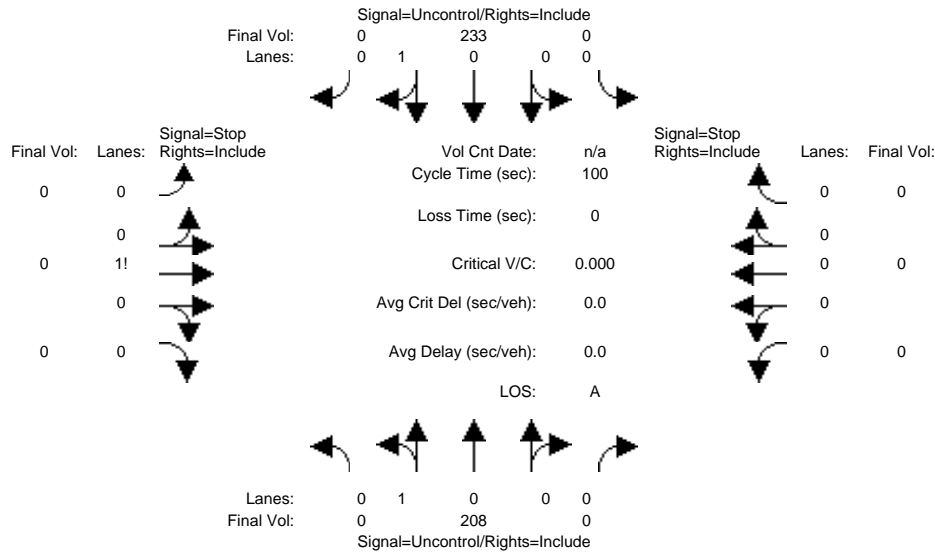 Signal=Uncontrol/Rights=Include
Final Vol: 0 233 0
Lanes: 0 1 0 0 0
Signal=Stop Signal=Stop
Final Vol: Lanes: Rights=Include Vol Cnt Date: n/a Rights=Include Lanes: Final Vol:
Cycle Time (sec): 100
0 0 0 0
Loss Time (sec): 0
0 0
0 1! Critical V/C: 0.000 0 0
0 Avg Crit Del (sec/veh): 0.0 0
0 0 Avg Delay (sec/veh): 0.0 0 0
LOS: A
Lanes: 0 1 0 0 0
Final Vol: 0 208 0
Signal=Uncontrol/Rights=Include